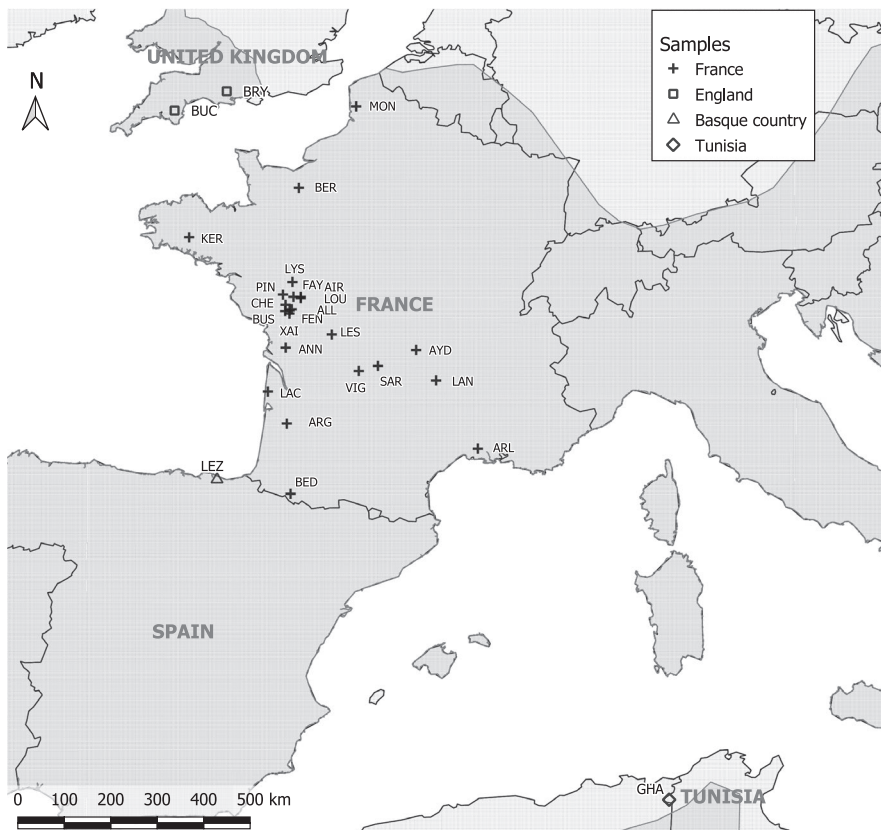 UNITED KINGDOM
Samples
France
England
Basque country
Tunisia
N
BRY
BUC
MON
BER
KER
LYS
PIN
FAY
AIR
CHE
LOU
BUS
FEN
ALL
FRANCE
XAI
LES
ANN
AYD
VIG
SAR
LAN
LAC
ARG
ARL
LEZ
BED
SPAIN
GHA
TUNISIA
0 100 200 300 400 500 km